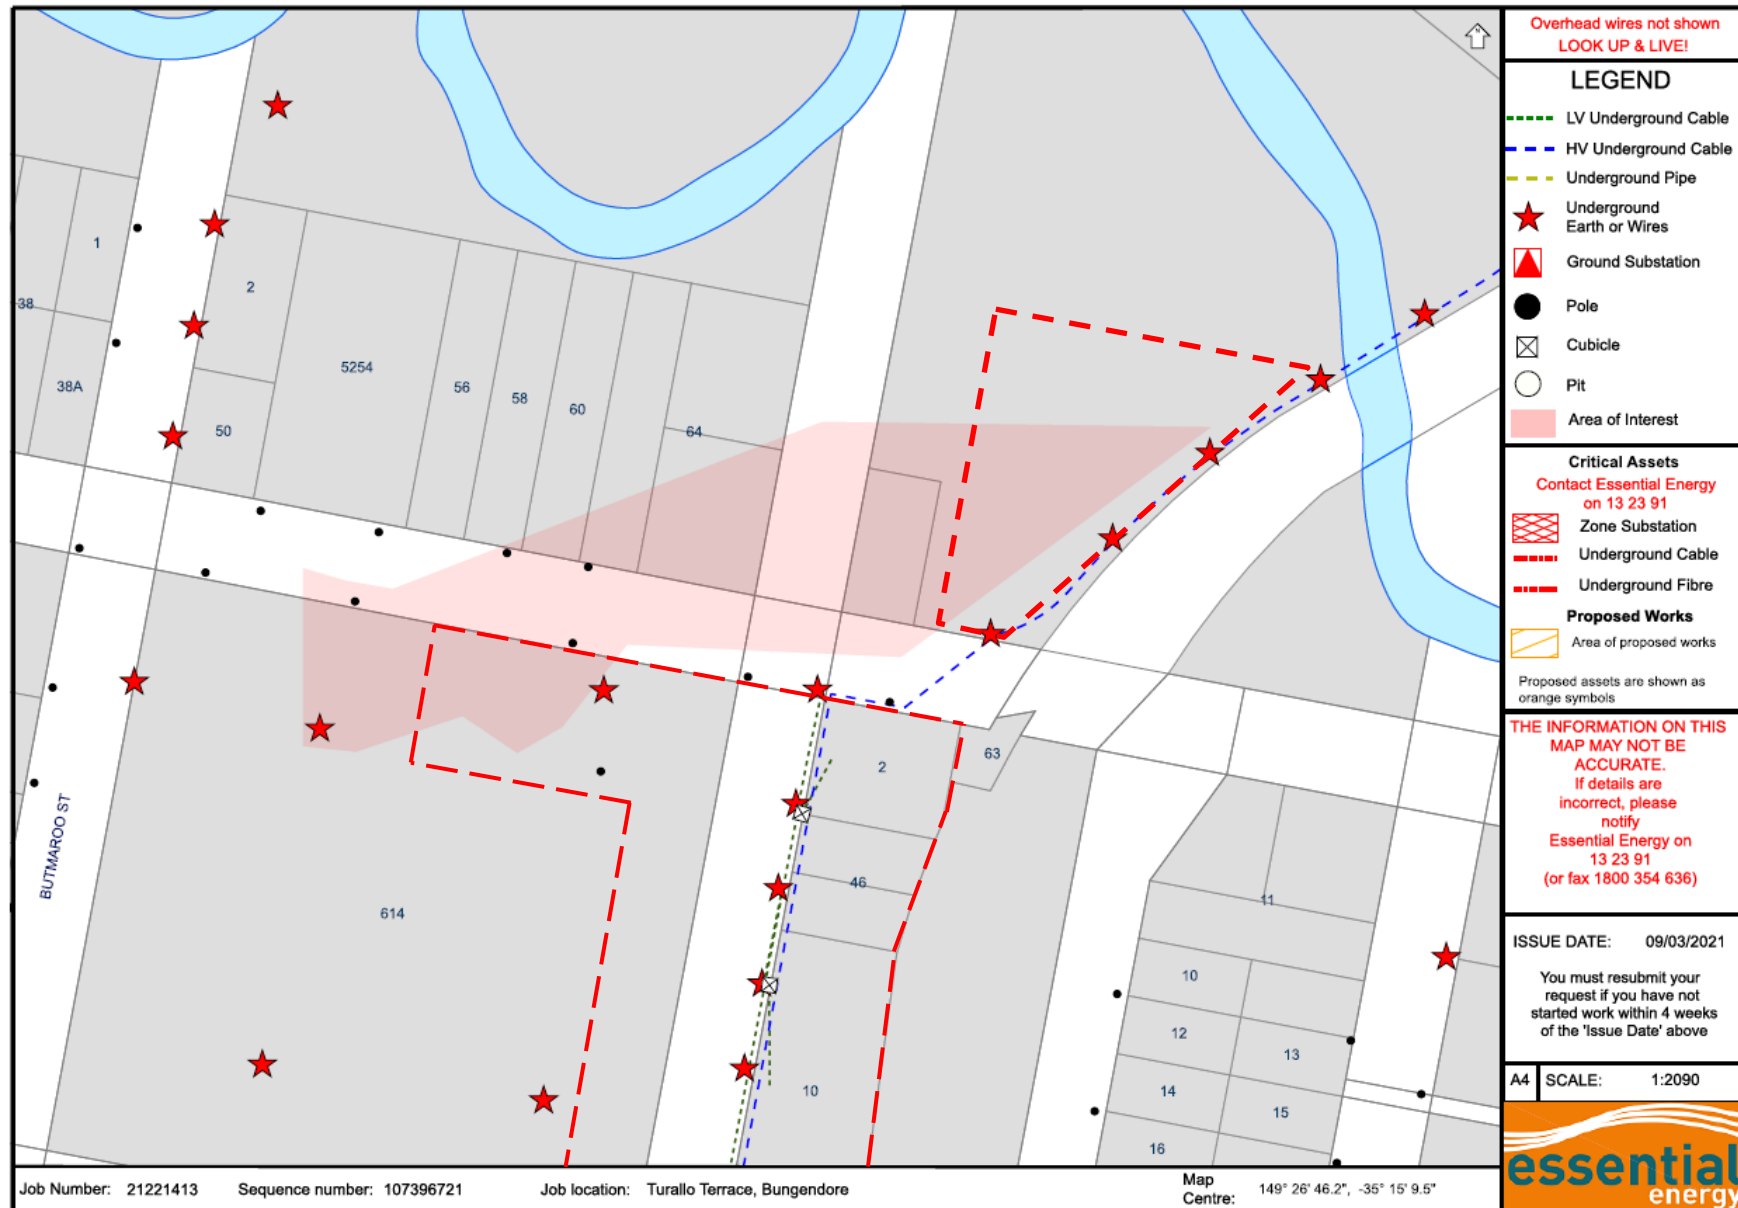 N
1
2
38
38A
50
5254
56
58
60
64
2
63
46
BUTMAROO ST
614
10
11
10
12
13
14
15
16
Overhead wires not shown
LOOK UP & LIVE!
LEGEND
LV Underground Cable
HV Underground Cable
Underground Pipe
Underground
Earth or Wires
Ground Substation
Pole
Cubicle
Pit
Area of Interest
Critical Assets
Contact Essential Energy
on 13 23 91
Zone Substation
Underground Cable
Underground Fibre
Proposed Works
Area of proposed works
Proposed assets are shown as
orange symbols
THE INFORMATION ON THIS
MAP MAY NOT BE
ACCURATE.
If details are
incorrect, please
notify
Essential Energy on
13 23 91
(or fax 1800 354 636)
ISSUE DATE: 09/03/2021
You must resubmit your
request if you have not
started work within 4 weeks
of the 'Issue Date' above
A4 SCALE: 1:2090
essential
energy
Job Number: 21221413 Sequence number: 107396721 Job location: Turallo Terrace, Bungendore
Map
Centre: 149° 26' 46.2", -35° 15' 9.5"